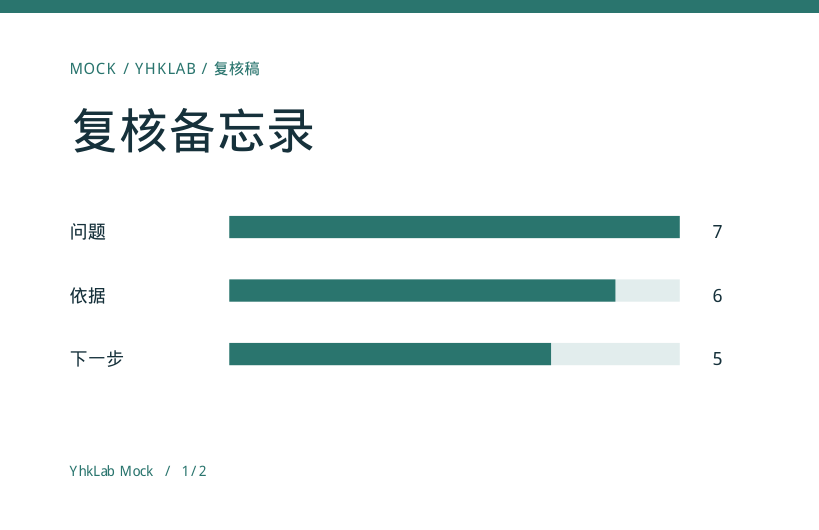 MOCK / YHKLAB / 复核稿
复核备忘录
问题 7
依据 6
下一步 5
YhkLab Mock / 1/2